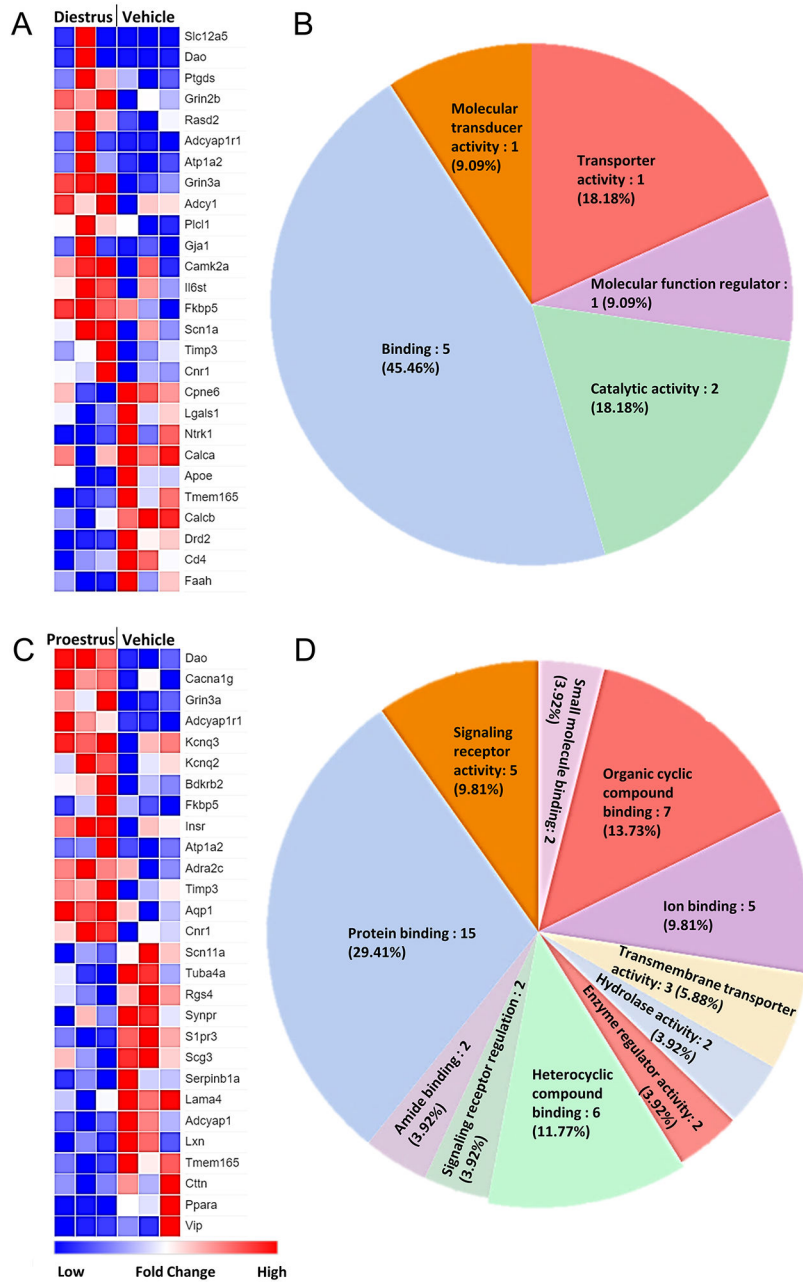 A
Diestrus Vehicle
Slc12a5
Dao
Ptgds
Grin2b
Rasd2
Adcyap1r1
Atp1a2
Grin3a
Adcy1
Plcl1
Gja1
Camk2a
Il6st
Fkbp5
Scn1a
Timp3
Cnr1
Cpne6
Lgals1
Ntrk1
Calca
Apoe
Tmem165
Calcb
Drd2
Cd4
Faah
B
Molecular
transducer
activity : 1
(9.09%)
Transporter
activity : 1
(18.18%)
Molecular function regulator :
1 (9.09%)
Binding : 5
(45.46%)
Catalytic activity : 2
(18.18%)
C
Proestrus Vehicle
Dao
Cacna1g
Grin3a
Adcyap1r1
Kcnq3
Kcnq2
Bdkrb2
Fkbp5
Insr
Atp1a2
Adra2c
Timp3
Aqp1
Cnr1
Scn11a
Tuba4a
Rgs4
Synpr
S1pr3
Scg3
Serpinb1a
Lama4
Adcyap1
Lxn
Tmem165
Cttn
Ppara
Vip
Low Fold Change High
D
Signaling
receptor
activity: 5
(9.81%)
Small molecule binding: 2
(3.92%)
Organic cyclic
compound
binding : 7
(13.73%)
Ion binding : 5
(9.81%)
Transmembrane transporter
activity: 3 (5.88%)
Hydrolase activity: 2
(3.92%)
Enzyme regulator activity: 2
(3.92%)
Heterocyclic
compound
binding : 6
(11.77%)
Signaling receptor regulation : 2
(3.92%)
Amide binding : 2
(3.92%)
Protein binding : 15
(29.41%)